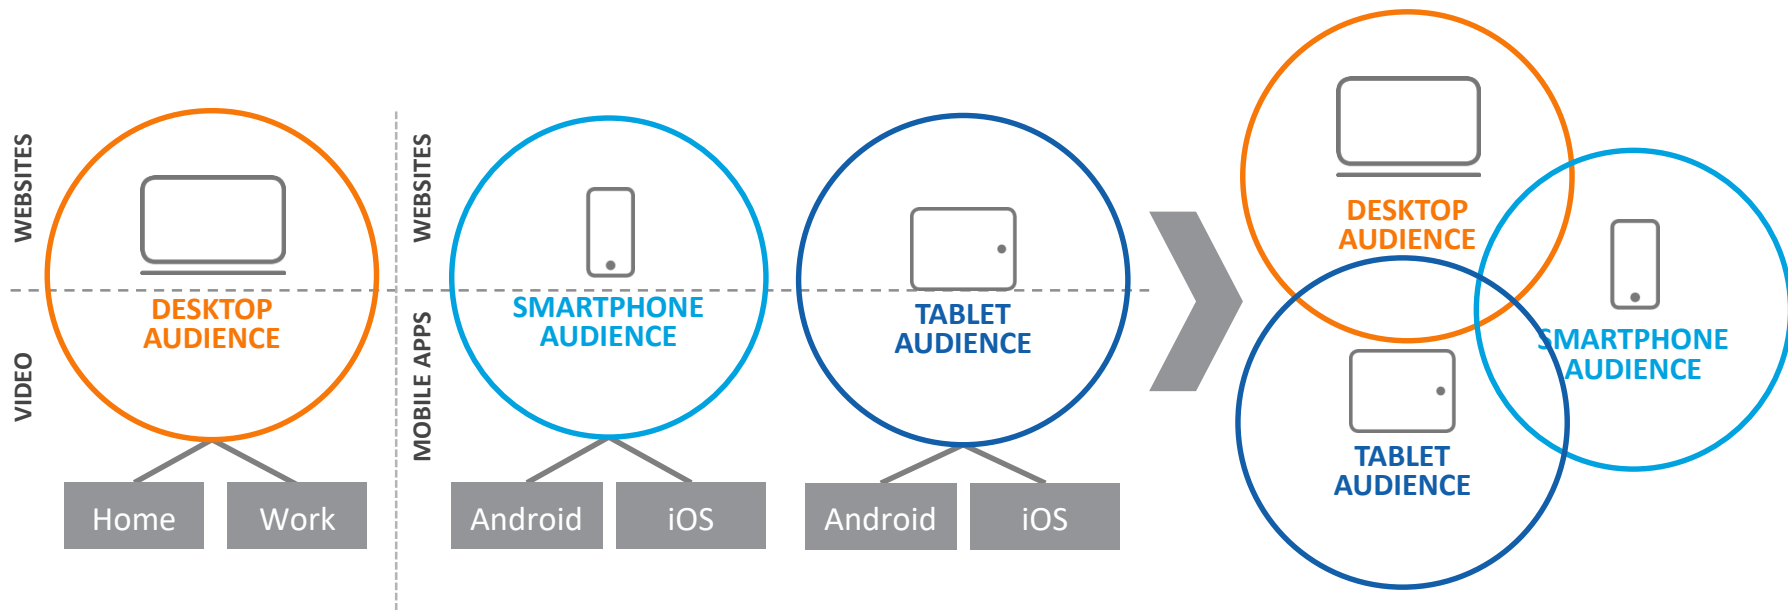 WEBSITES
VIDEO
DESKTOP
AUDIENCE
Home
Work
WEBSITES
MOBILE APPS
SMARTPHONE
AUDIENCE
Android
iOS
TABLET
AUDIENCE
Android
iOS
DESKTOP
AUDIENCE
SMARTPHONE
AUDIENCE
TABLET
AUDIENCE